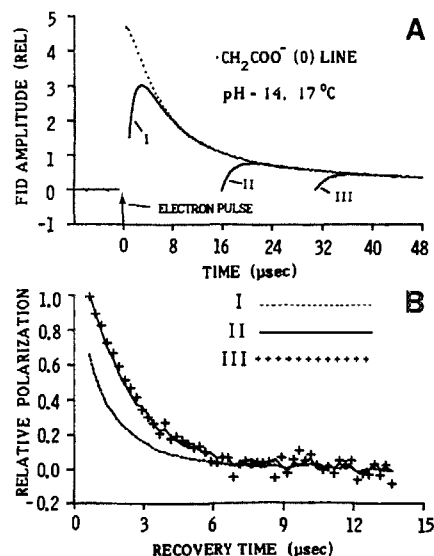 A
FID AMPLITUDE (REL)
5
4
3
2
1
0
-1
·CH2COO⁻ (0) LINE
pH - 14, 17 ºC
I
II
III
ELECTRON PULSE
0 8 16 24 32 40 48
TIME (µsec)
B
RELATIVE POLARIZATION
1.0
0.8
0.6
0.4
0.2
0.0
-0.2
I
II
III
0 3 6 9 12 15
RECOVERY TIME (µsec)